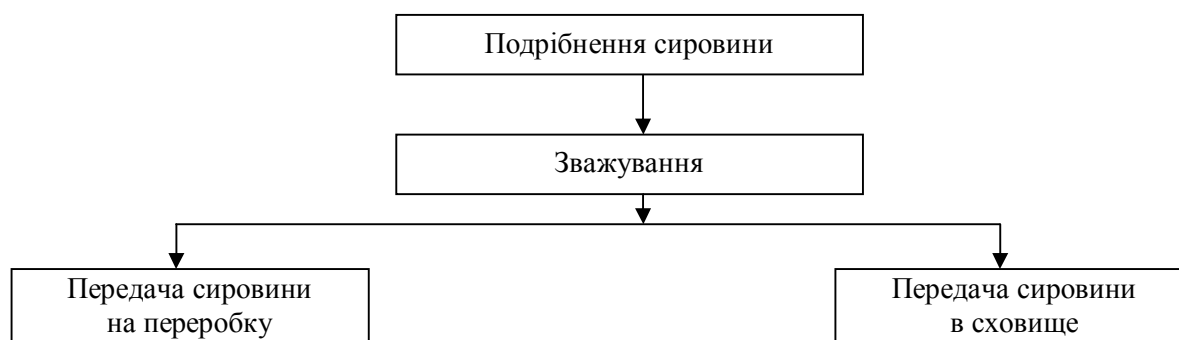 Подрібнення сировини
Зважування
Передача сировини
на переробку
Передача сировини
в сховище